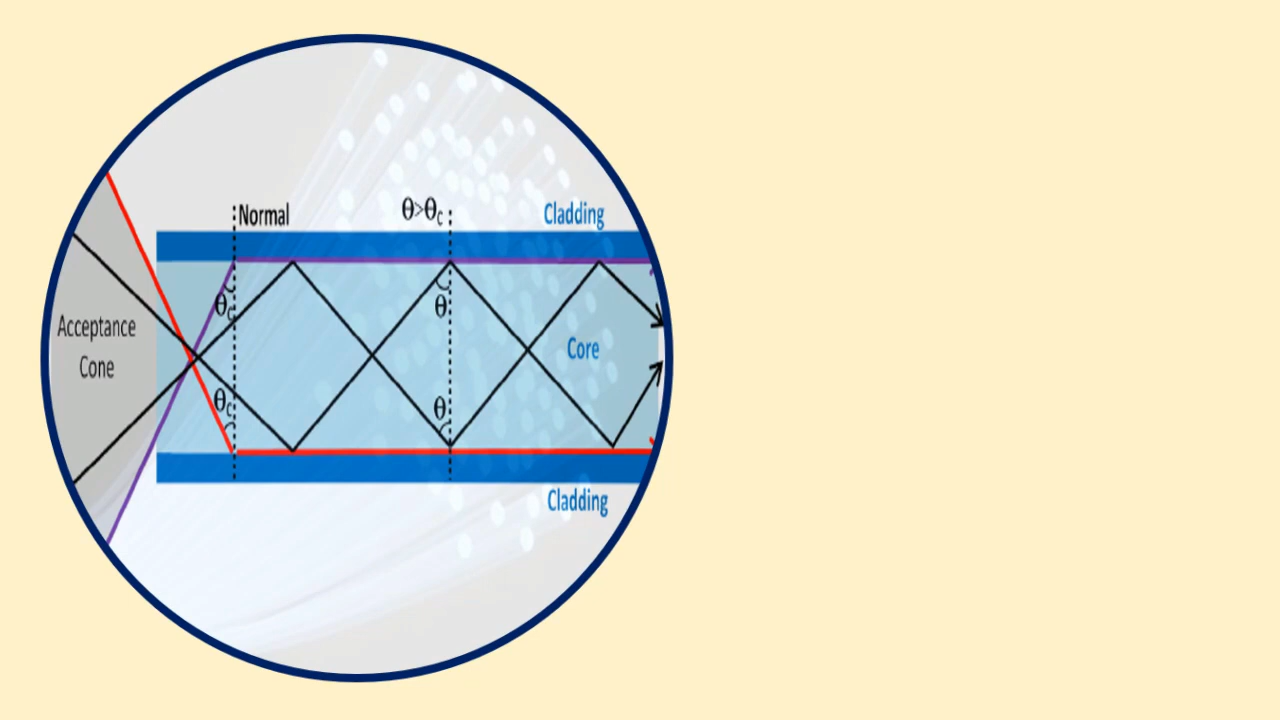 Normal
θ>θc
Cladding
θc
θ
Acceptance
Cone
Core
θc
θ
Cladding